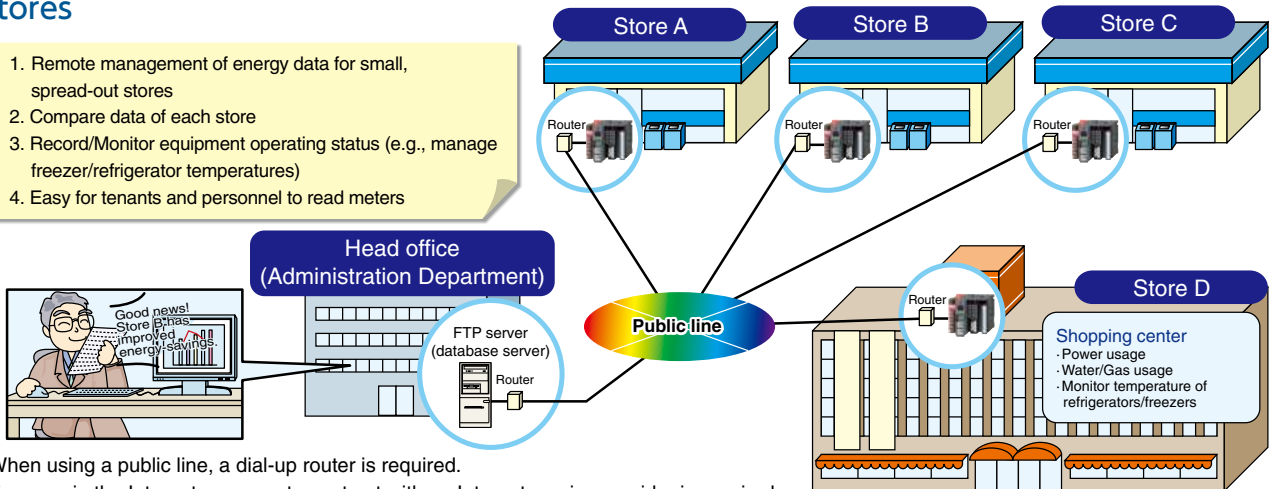 1. Remote management of energy data for small,
spread-out stores
2. Compare data of each store
3. Record/Monitor equipment operating status (e.g., manage
freezer/refrigerator temperatures)
4. Easy for tenants and personnel to read meters
Store A
Router
Store B
Router
Store C
Router
Head office
(Administration Department)
Good news!
Store B has
improved
energy-savings.
FTP server
(database server)
Router
Public line
Router
Store D
Shopping center
· Power usage
· Water/Gas usage
· Monitor temperature of
refrigerators/freezers
When using a public line, a dial-up router is required.